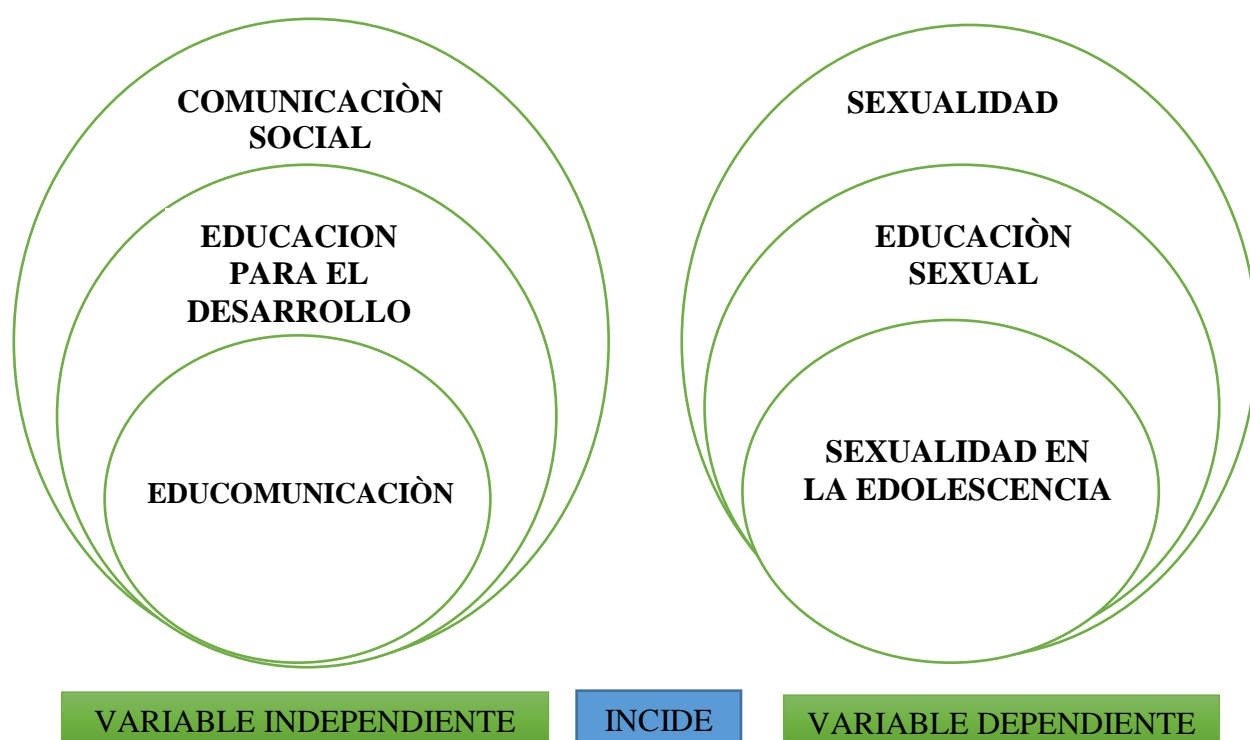 COMUNICACIÒN
SOCIAL
EDUCACION
PARA EL
DESARROLLO
EDUCOMUNICACIÒN
SEXUALIDAD
EDUCACIÒN
SEXUAL
SEXUALIDAD EN
LA EDOLESCENCIA
VARIABLE INDEPENDIENTE
INCIDE
VARIABLE DEPENDIENTE